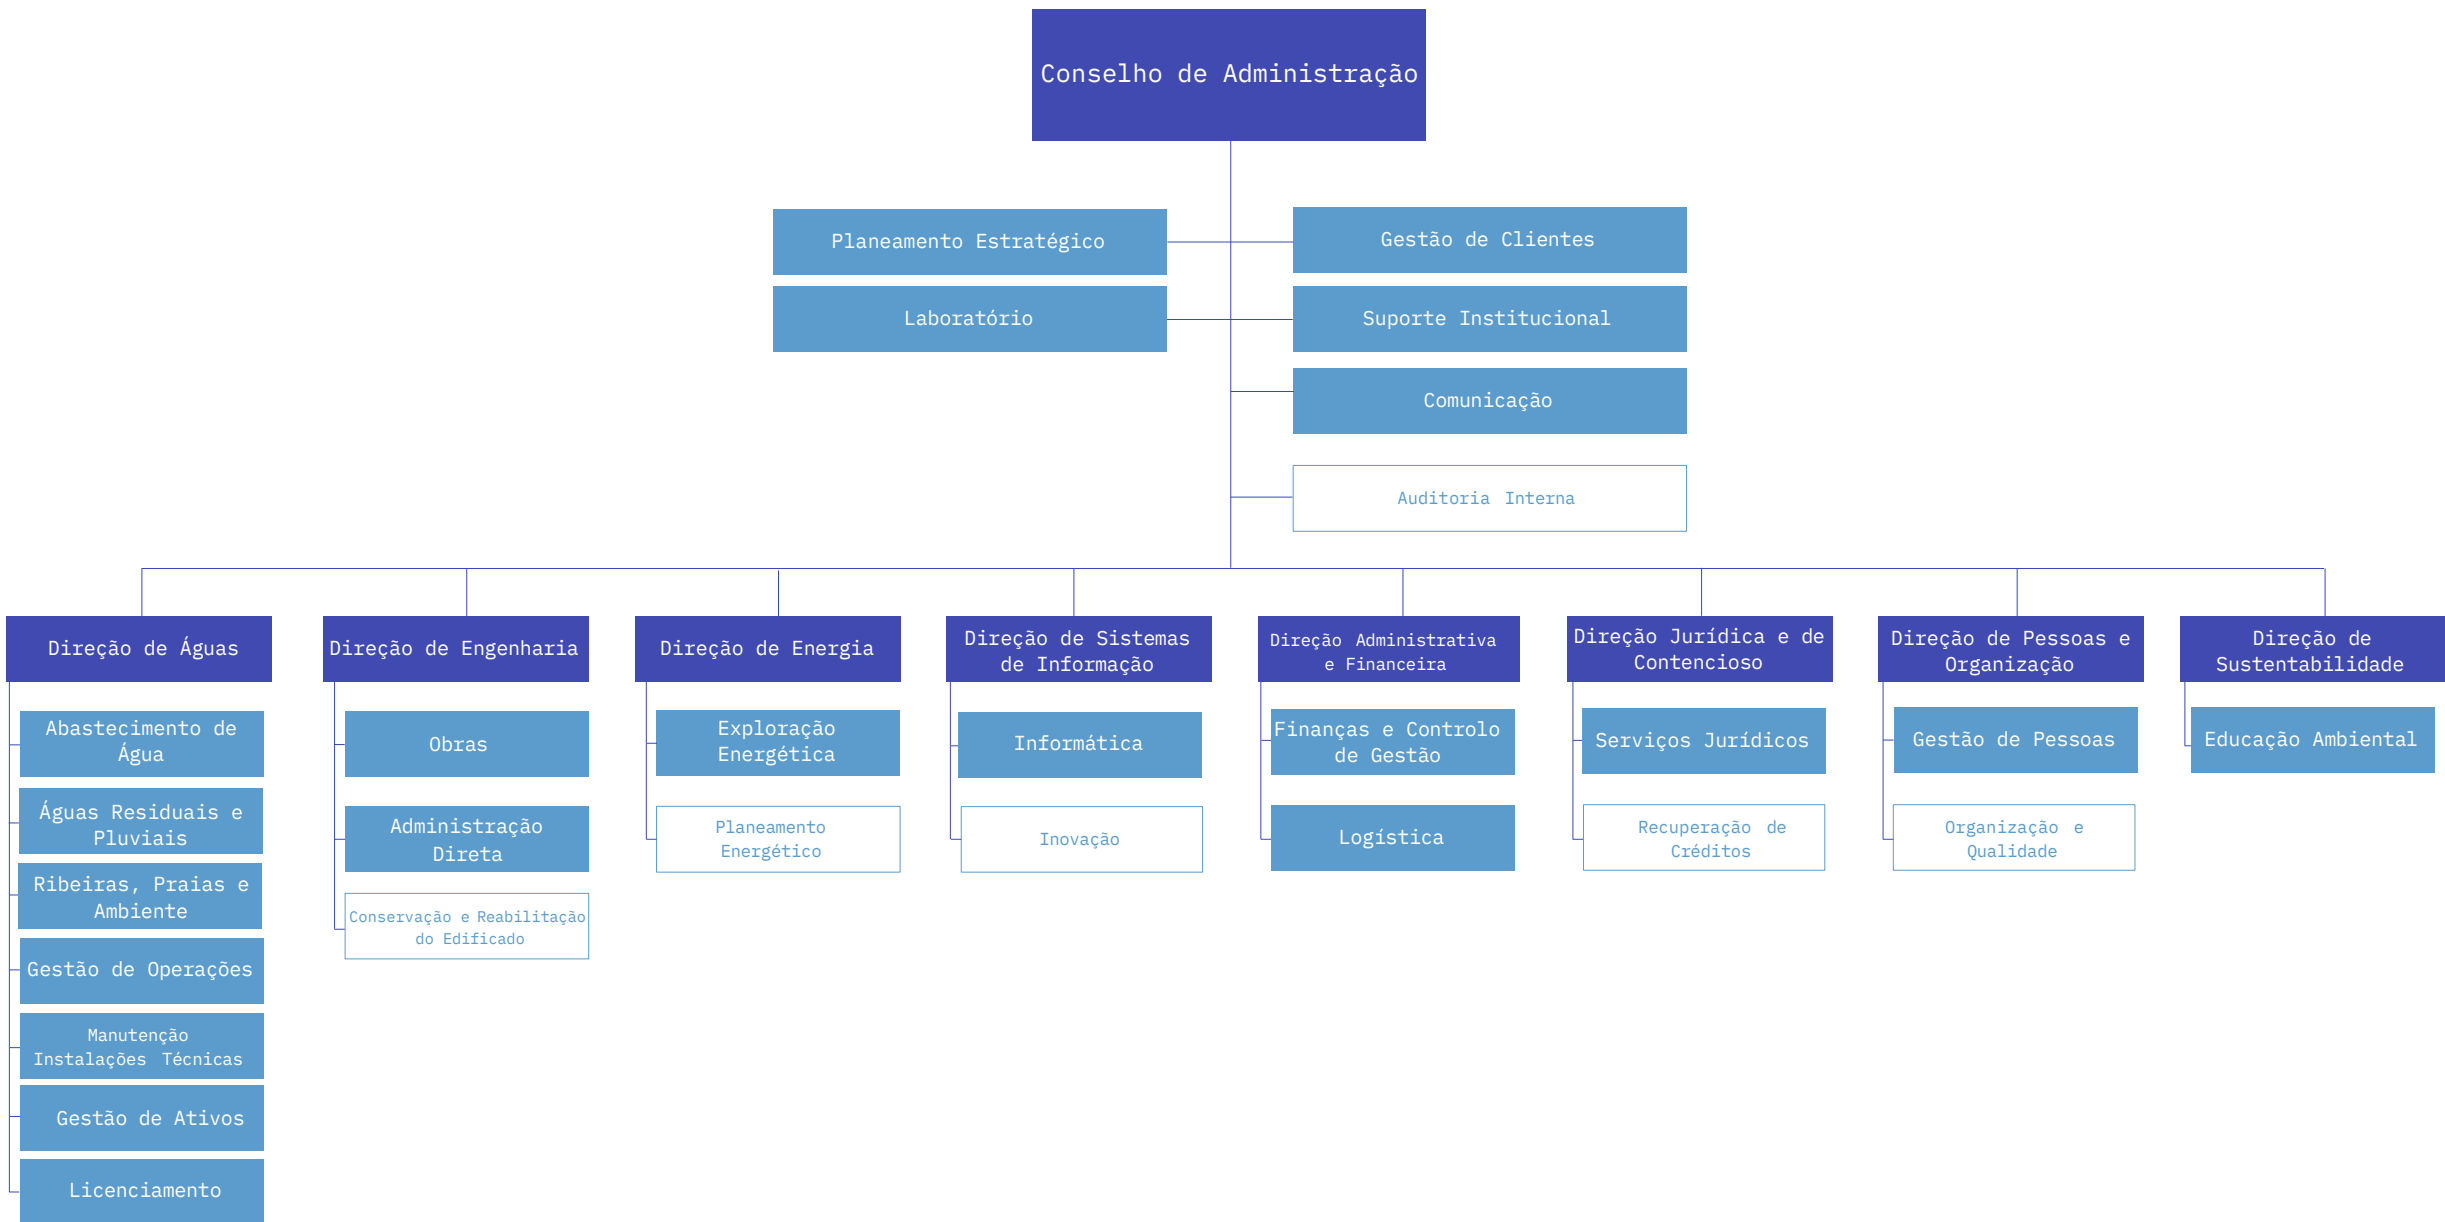 Conselho de Administração
Planeamento Estratégico
Gestão de Clientes
Laboratório
Suporte Institucional
Comunicação
Auditoria Interna
Direção de Águas
Abastecimento de
Água
Águas Residuais e
Pluviais
Ribeiras, Praias e
Ambiente
Gestão de Operações
Manutenção
Instalações Técnicas
Gestão de Ativos
Licenciamento
Direção de Engenharia
Obras
Administração
Direta
Conservação e Reabilitação
do Edificado
Direção de Energia
Exploração
Energética
Planeamento
Energético
Direção de Sistemas
de Informação
Informática
Inovação
Direção Administrativa
e Financeira
Finanças e Controlo
de Gestão
Logística
Direção Jurídica e de
Contencioso
Serviços Jurídicos
Recuperação de
Créditos
Direção de Pessoas e
Organização
Gestão de Pessoas
Organização e
Qualidade
Direção de
Sustentabilidade
Educação Ambiental